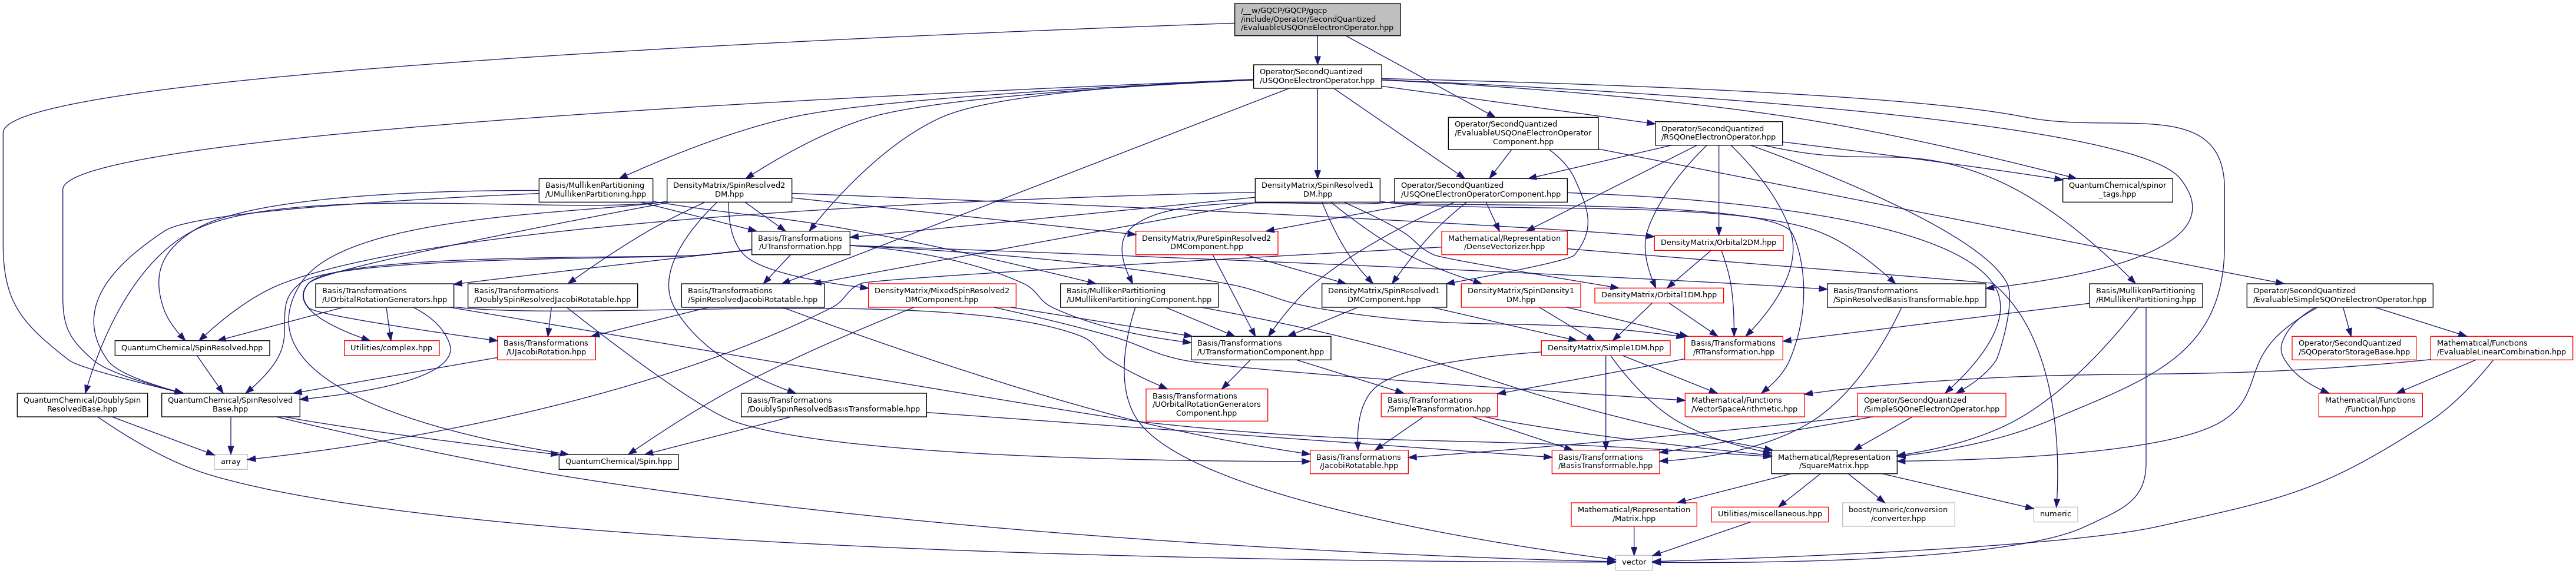 /__w/GQCP/GQCP/gqcp
/include/Operator/SecondQuantized
/EvaluableUSQOneElectronOperator.hpp
Operator/SecondQuantized
/USQOneElectronOperator.hpp
Operator/SecondQuantized
/EvaluableUSQOneElectronOperator
Component.hpp
Operator/SecondQuantized
/RSQOneElectronOperator.hpp
Basis/MullikenPartitioning
/UMullikenPartitioning.hpp
DensityMatrix/SpinResolved2
DM.hpp
DensityMatrix/SpinResolved1
DM.hpp
Operator/SecondQuantized
/USQOneElectronOperatorComponent.hpp
QuantumChemical/spinor
_tags.hpp
Basis/Transformations
/UTransformation.hpp
DensityMatrix/PureSpinResolved2
DMComponent.hpp
Mathematical/Representation
/DenseVectorizer.hpp
DensityMatrix/Orbital2DM.hpp
Basis/Transformations
/UOrbitalRotationGenerators.hpp
Basis/Transformations
/DoublySpinResolvedJacobiRotatable.hpp
Basis/Transformations
/SpinResolvedJacobiRotatable.hpp
DensityMatrix/MixedSpinResolved2
DMComponent.hpp
Basis/MullikenPartitioning
/UMullikenPartitioningComponent.hpp
DensityMatrix/SpinResolved1
DMComponent.hpp
DensityMatrix/SpinDensity1
DM.hpp
DensityMatrix/Orbital1DM.hpp
Basis/Transformations
/SpinResolvedBasisTransformable.hpp
Basis/MullikenPartitioning
/RMullikenPartitioning.hpp
Operator/SecondQuantized
/EvaluableSimpleSQOneElectronOperator.hpp
QuantumChemical/SpinResolved.hpp
Utilities/complex.hpp
Basis/Transformations
/UJacobiRotation.hpp
Basis/Transformations
/UTransformationComponent.hpp
DensityMatrix/Simple1DM.hpp
Basis/Transformations
/RTransformation.hpp
Operator/SecondQuantized
/SQOperatorStorageBase.hpp
Mathematical/Functions
/EvaluableLinearCombination.hpp
QuantumChemical/DoublySpin
ResolvedBase.hpp
QuantumChemical/SpinResolved
Base.hpp
Basis/Transformations
/DoublySpinResolvedBasisTransformable.hpp
Basis/Transformations
/UOrbitalRotationGenerators
Component.hpp
Basis/Transformations
/SimpleTransformation.hpp
Mathematical/Functions
/VectorSpaceArithmetic.hpp
Operator/SecondQuantized
/SimpleSQOneElectronOperator.hpp
Mathematical/Functions
/Function.hpp
array
QuantumChemical/Spin.hpp
Basis/Transformations
/JacobiRotatable.hpp
Basis/Transformations
/BasisTransformable.hpp
Mathematical/Representation
/SquareMatrix.hpp
Mathematical/Representation
/Matrix.hpp
Utilities/miscellaneous.hpp
boost/numeric/conversion
/converter.hpp
numeric
vector